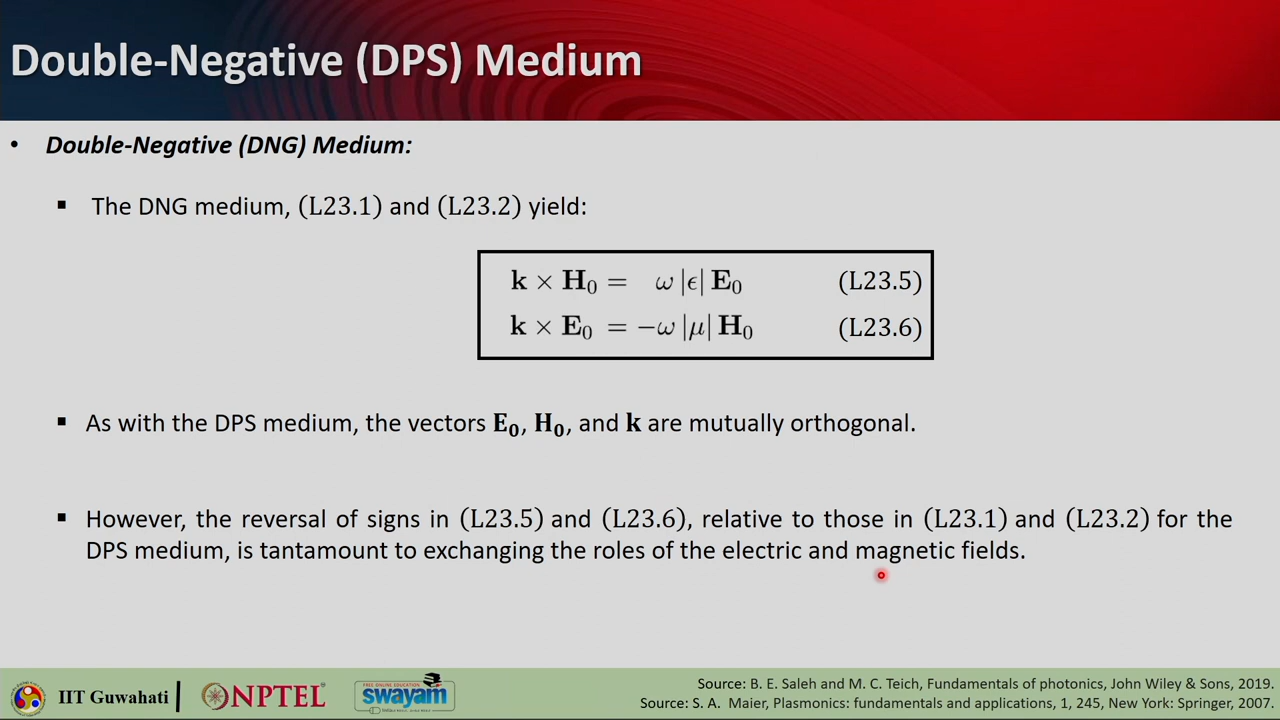 Double-Negative (DPS) Medium
• Double-Negative (DNG) Medium:
▪ The DNG medium, (L23.1) and (L23.2) yield:
k × H₀ = ω |ϵ| E₀ (L23.5)
k × E₀ = −ω |μ| H₀ (L23.6)
▪ As with the DPS medium, the vectors E₀, H₀, and k are mutually orthogonal.
▪ However, the reversal of signs in (L23.5) and (L23.6), relative to those in (L23.1) and (L23.2) for the
DPS medium, is tantamount to exchanging the roles of the electric and magnetic fields.
IIT Guwahati
NPTEL
FREE ONLINE EDUCATION
swayam
Source: B. E. Saleh and M. C. Teich, Fundamentals of photonics, John Wiley & Sons, 2019.
Source: S. A. Maier, Plasmonics: fundamentals and applications, 1, 245, New York: Springer, 2007.